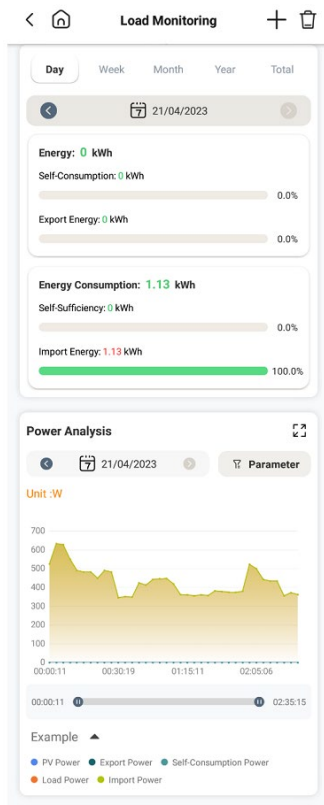 Load Monitoring
Day Week Month Year Total
7 21/04/2023
Energy: 0 kWh
Self-Consumption: 0 kWh
0.0%
Export Energy: 0 kWh
0.0%
Energy Consumption: 1.13 kWh
Self-Sufficiency: 0 kWh
0.0%
Import Energy: 1.13 kWh
100.0%
Power Analysis
7 21/04/2023 Parameter
Unit :W
700
600
500
400
300
200
100
0
00:00:11 00:30:19 01:15:11 02:05:06
00:00:11 02:35:15
Example
PV Power Export Power Self-Consumption Power
Load Power Import Power